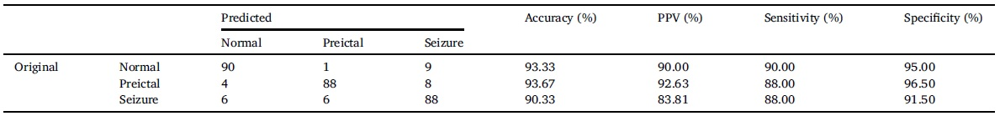 Predicted Accuracy (%) PPV (%) Sensitivity (%) Specificity (%)
Normal Preictal Seizure
Original Normal 90 1 9 93.33 90.00 90.00 95.00
Preictal 4 88 8 93.67 92.63 88.00 96.50
Seizure 6 6 88 90.33 83.81 88.00 91.50